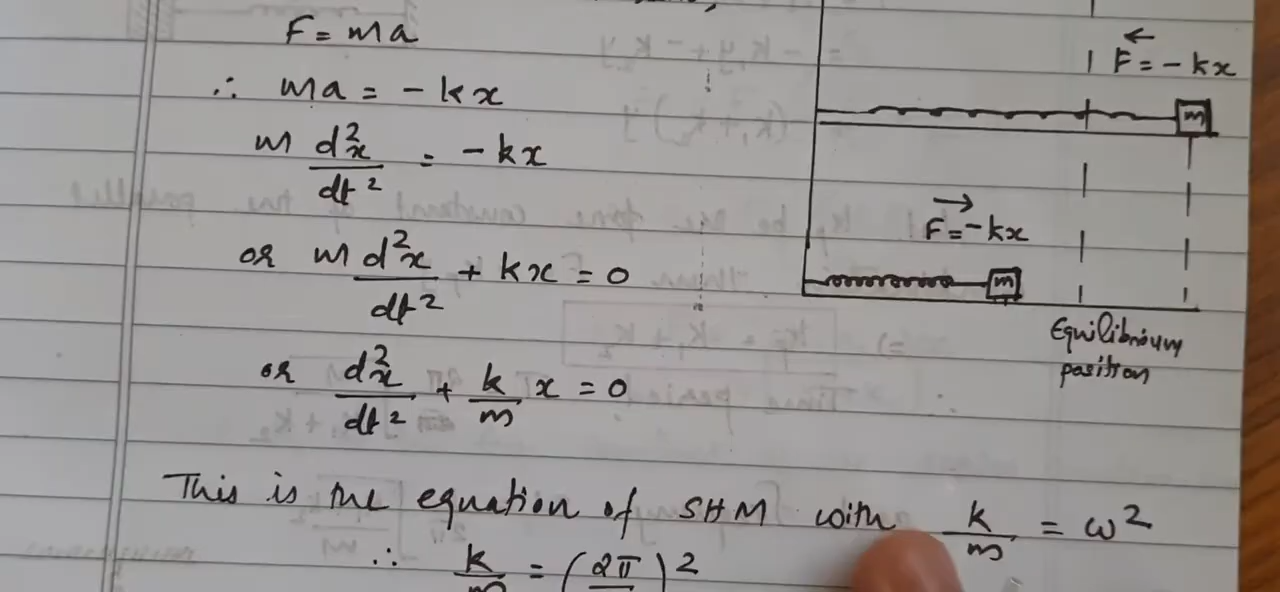 F = ma
∴ ma = - kx
m d²x/dt² = - kx
or m d²x/dt² + kx = 0
or d²x/dt² + k/m x = 0
This is the equation of SHM with k/m = ω²
∴ k/m = (2π/ )²
F = - kx
m
F = - kx
m
Equilibrium
position